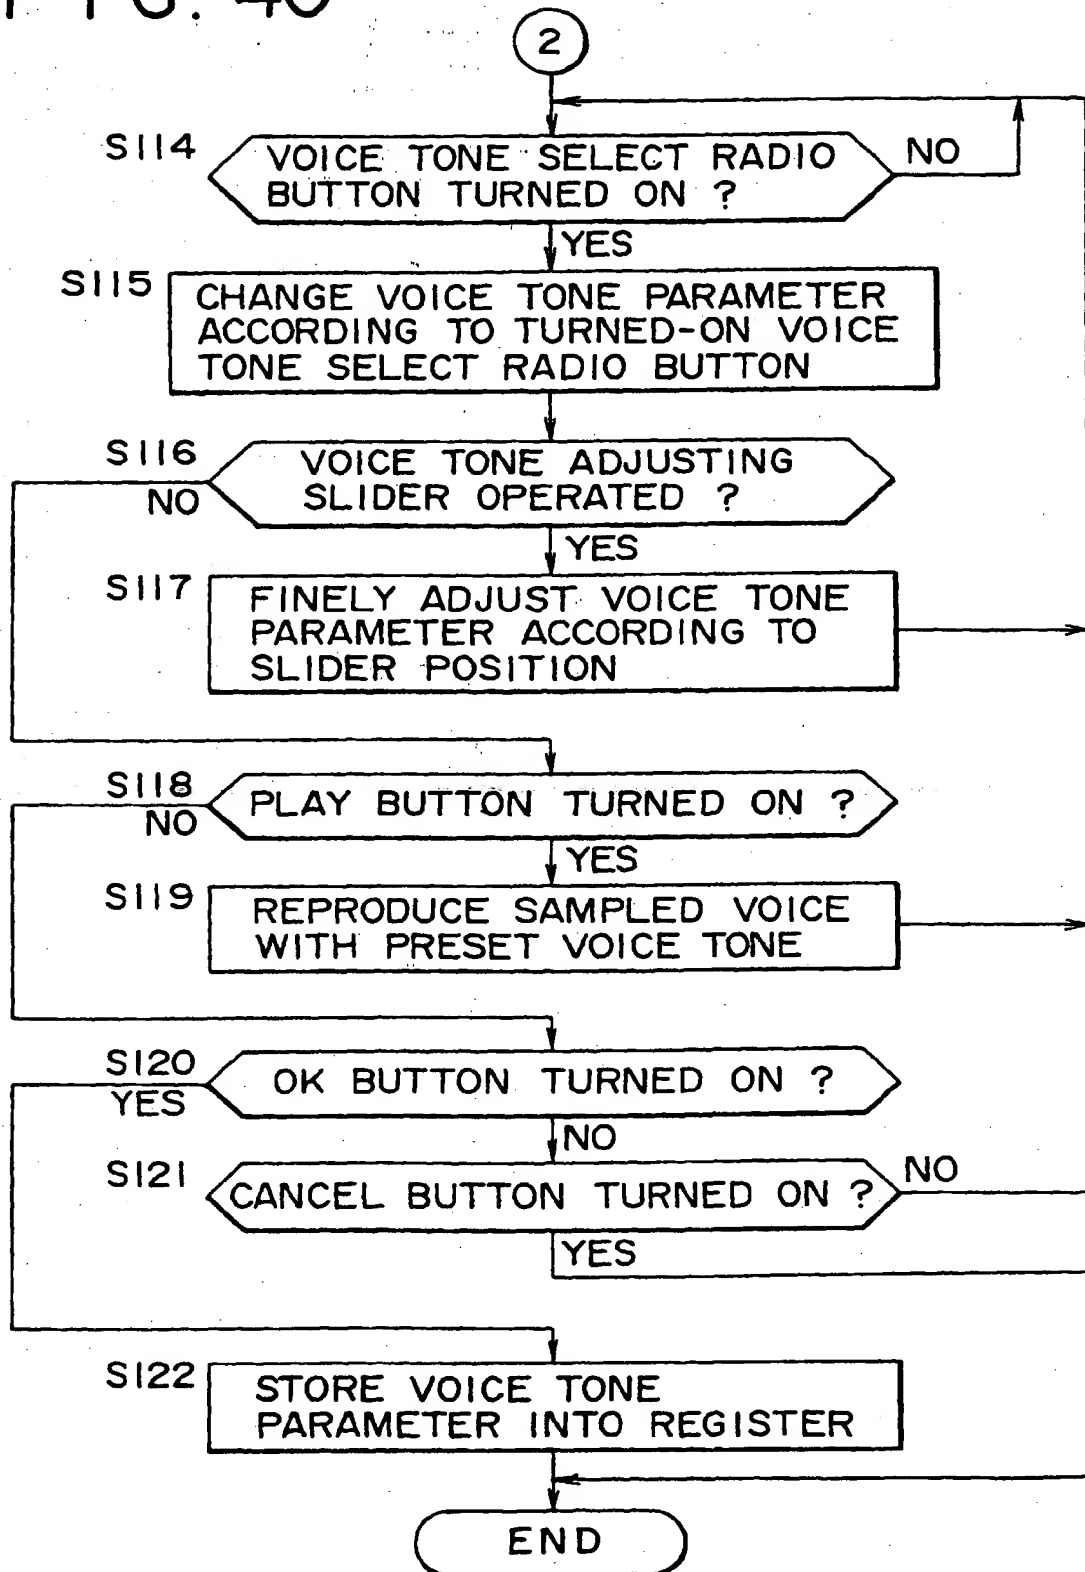 FIG. 40
2
S114
VOICE TONE SELECT RADIO
BUTTON TURNED ON ?
NO
YES
S115
CHANGE VOICE TONE PARAMETER
ACCORDING TO TURNED-ON VOICE
TONE SELECT RADIO BUTTON
S116
NO
VOICE TONE ADJUSTING
SLIDER OPERATED ?
YES
S117
FINELY ADJUST VOICE TONE
PARAMETER ACCORDING TO
SLIDER POSITION
S118
NO
PLAY BUTTON TURNED ON ?
YES
S119
REPRODUCE SAMPLED VOICE
WITH PRESET VOICE TONE
S120
YES
OK BUTTON TURNED ON ?
NO
S121
CANCEL BUTTON TURNED ON ?
NO
YES
S122
STORE VOICE TONE
PARAMETER INTO REGISTER
END